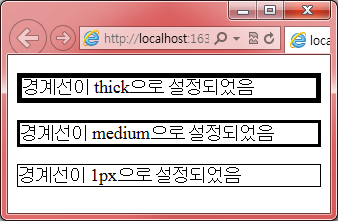 http://localhost:163
loca
경계선이 thick으로 설정되었음
경계선이 medium으로 설정되었음
경계선이 1px으로 설정되었음